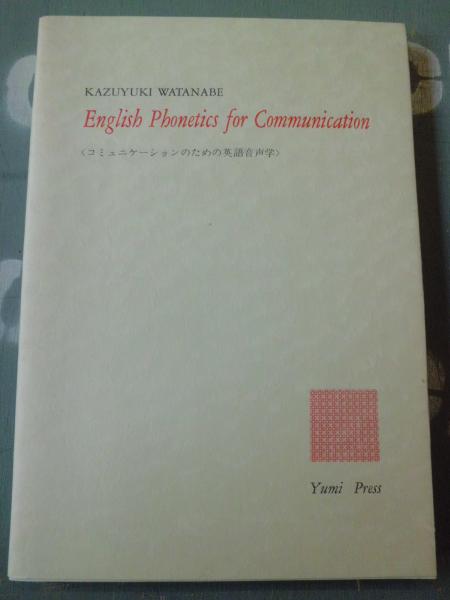 KAZUYUKI WATANABE
English Phonetics for Communication
〈コミュニケーションのための英語音声学〉
Yumi Press